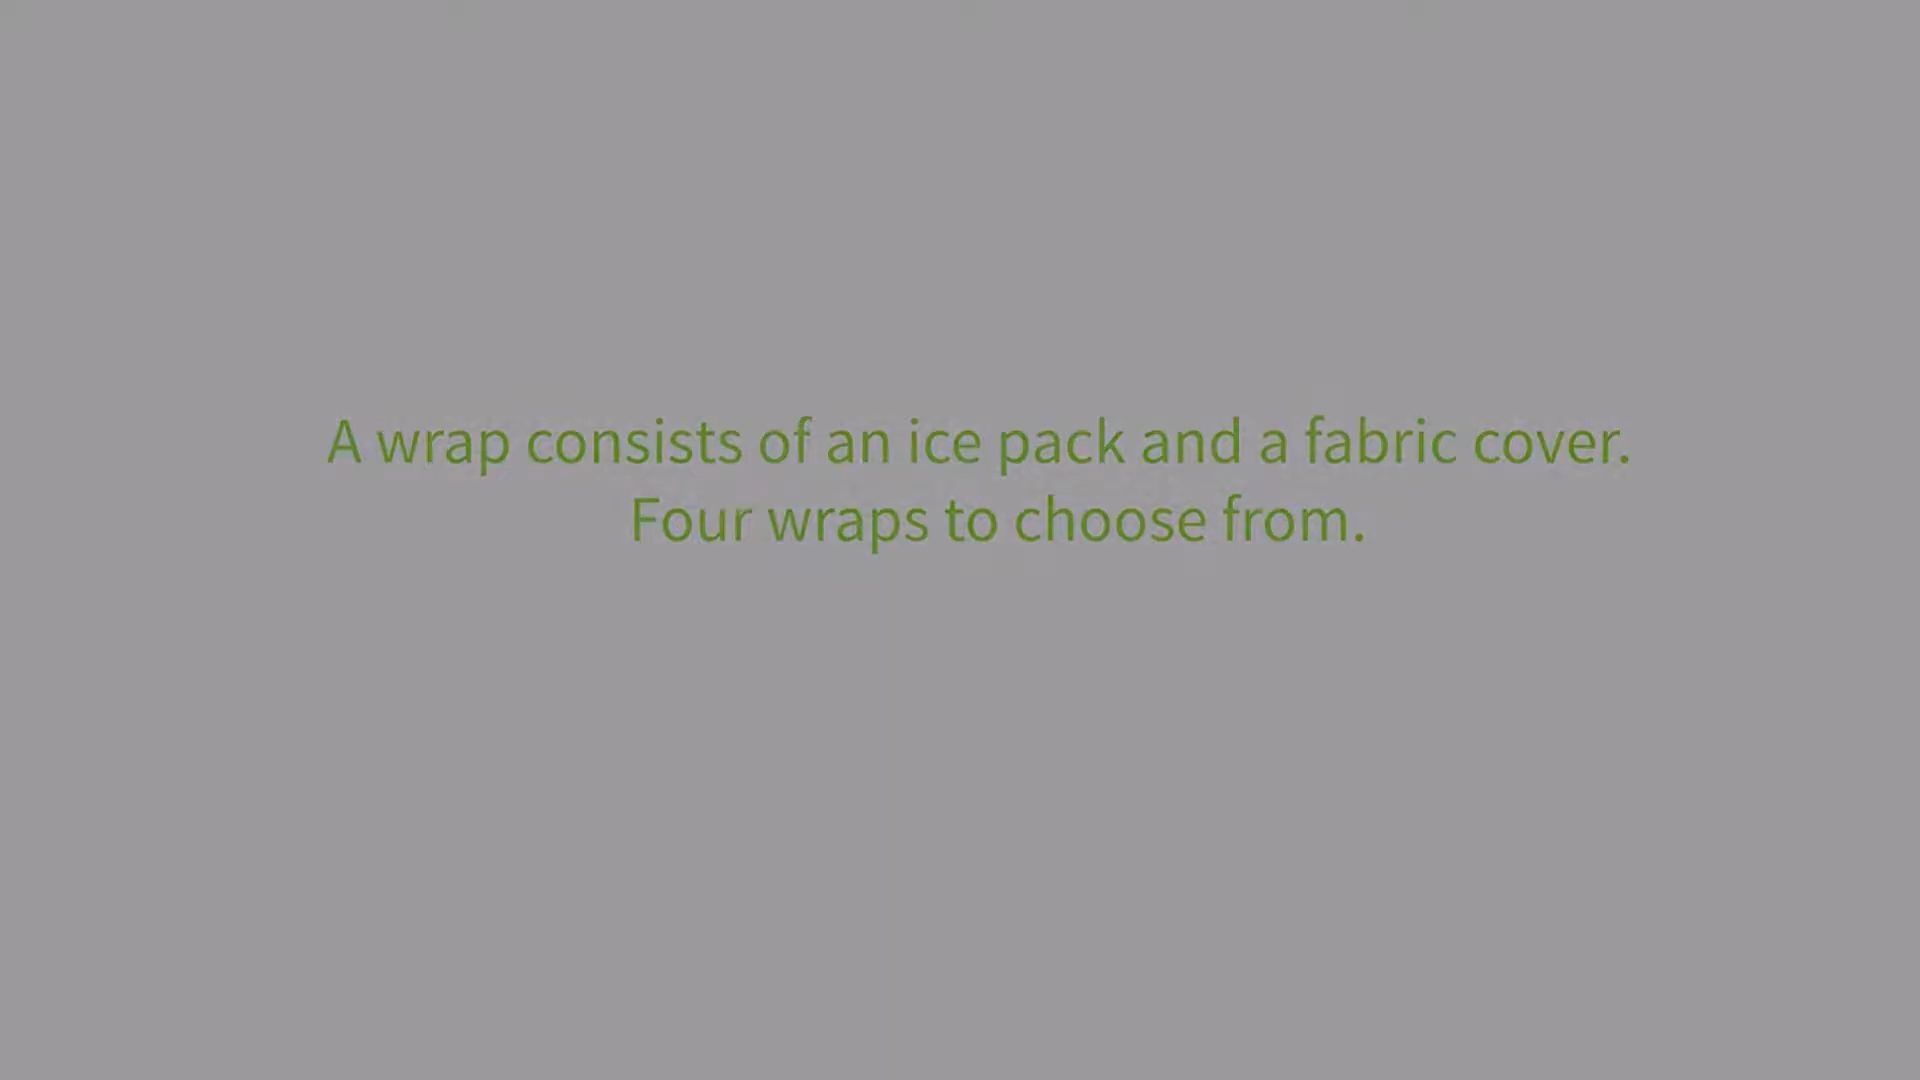 A wrap consists of an ice pack and a fabric cover.
Four wraps to choose from.